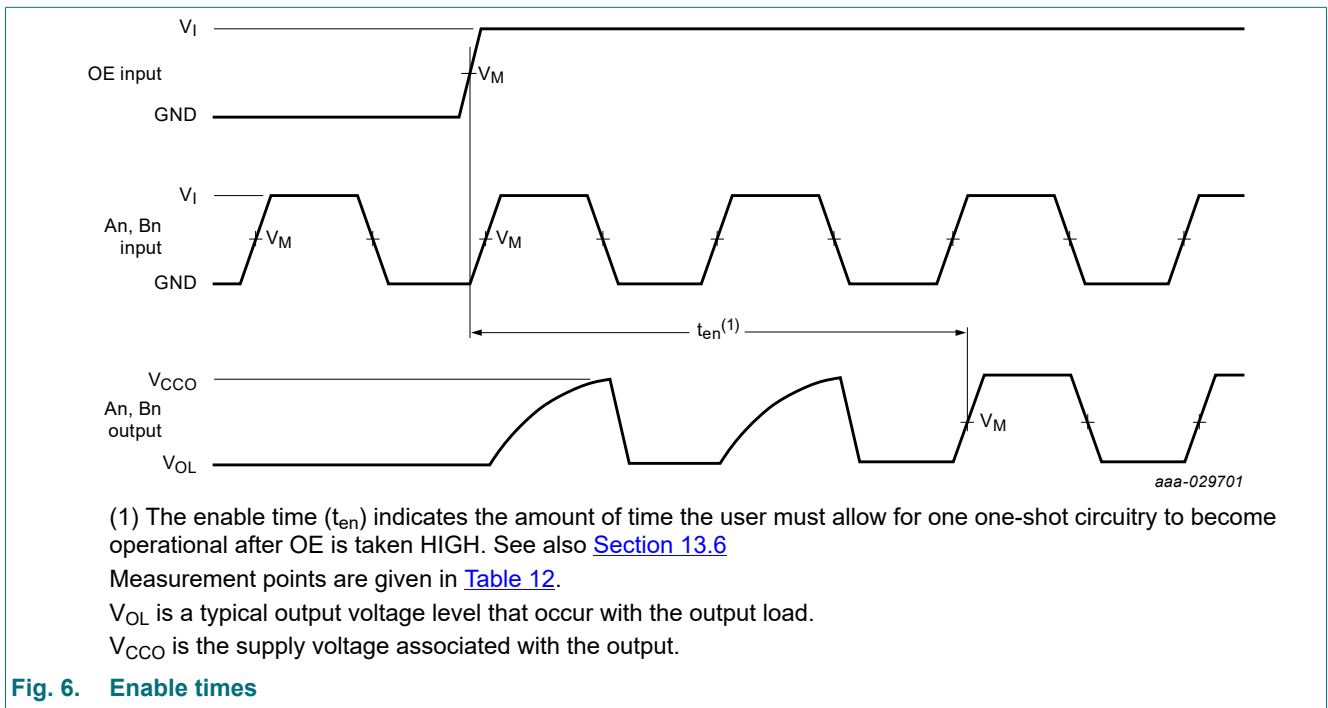 VI
OE input
VM
GND
VI
An, Bn
input
VM
VM
GND
ten(1)
VCCO
An, Bn
output
VM
VOL
aaa-029701
(1) The enable time (ten) indicates the amount of time the user must allow for one one-shot circuitry to become
operational after OE is taken HIGH. See also Section 13.6
Measurement points are given in Table 12.
VOL is a typical output voltage level that occur with the output load.
VCCO is the supply voltage associated with the output.
Fig. 6. Enable times